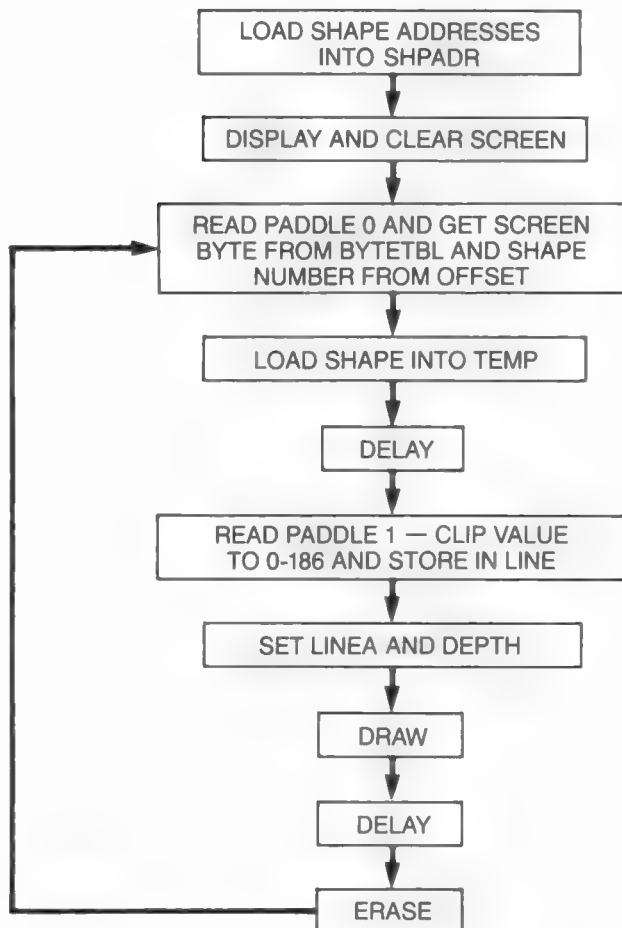 LOAD SHAPE ADDRESSES
INTO SHPADR
DISPLAY AND CLEAR SCREEN
READ PADDLE 0 AND GET SCREEN
BYTE FROM BYTETBL AND SHAPE
NUMBER FROM OFFSET
LOAD SHAPE INTO TEMP
DELAY
READ PADDLE 1 — CLIP VALUE
TO 0-186 AND STORE IN LINE
SET LINEA AND DEPTH
DRAW
DELAY
ERASE